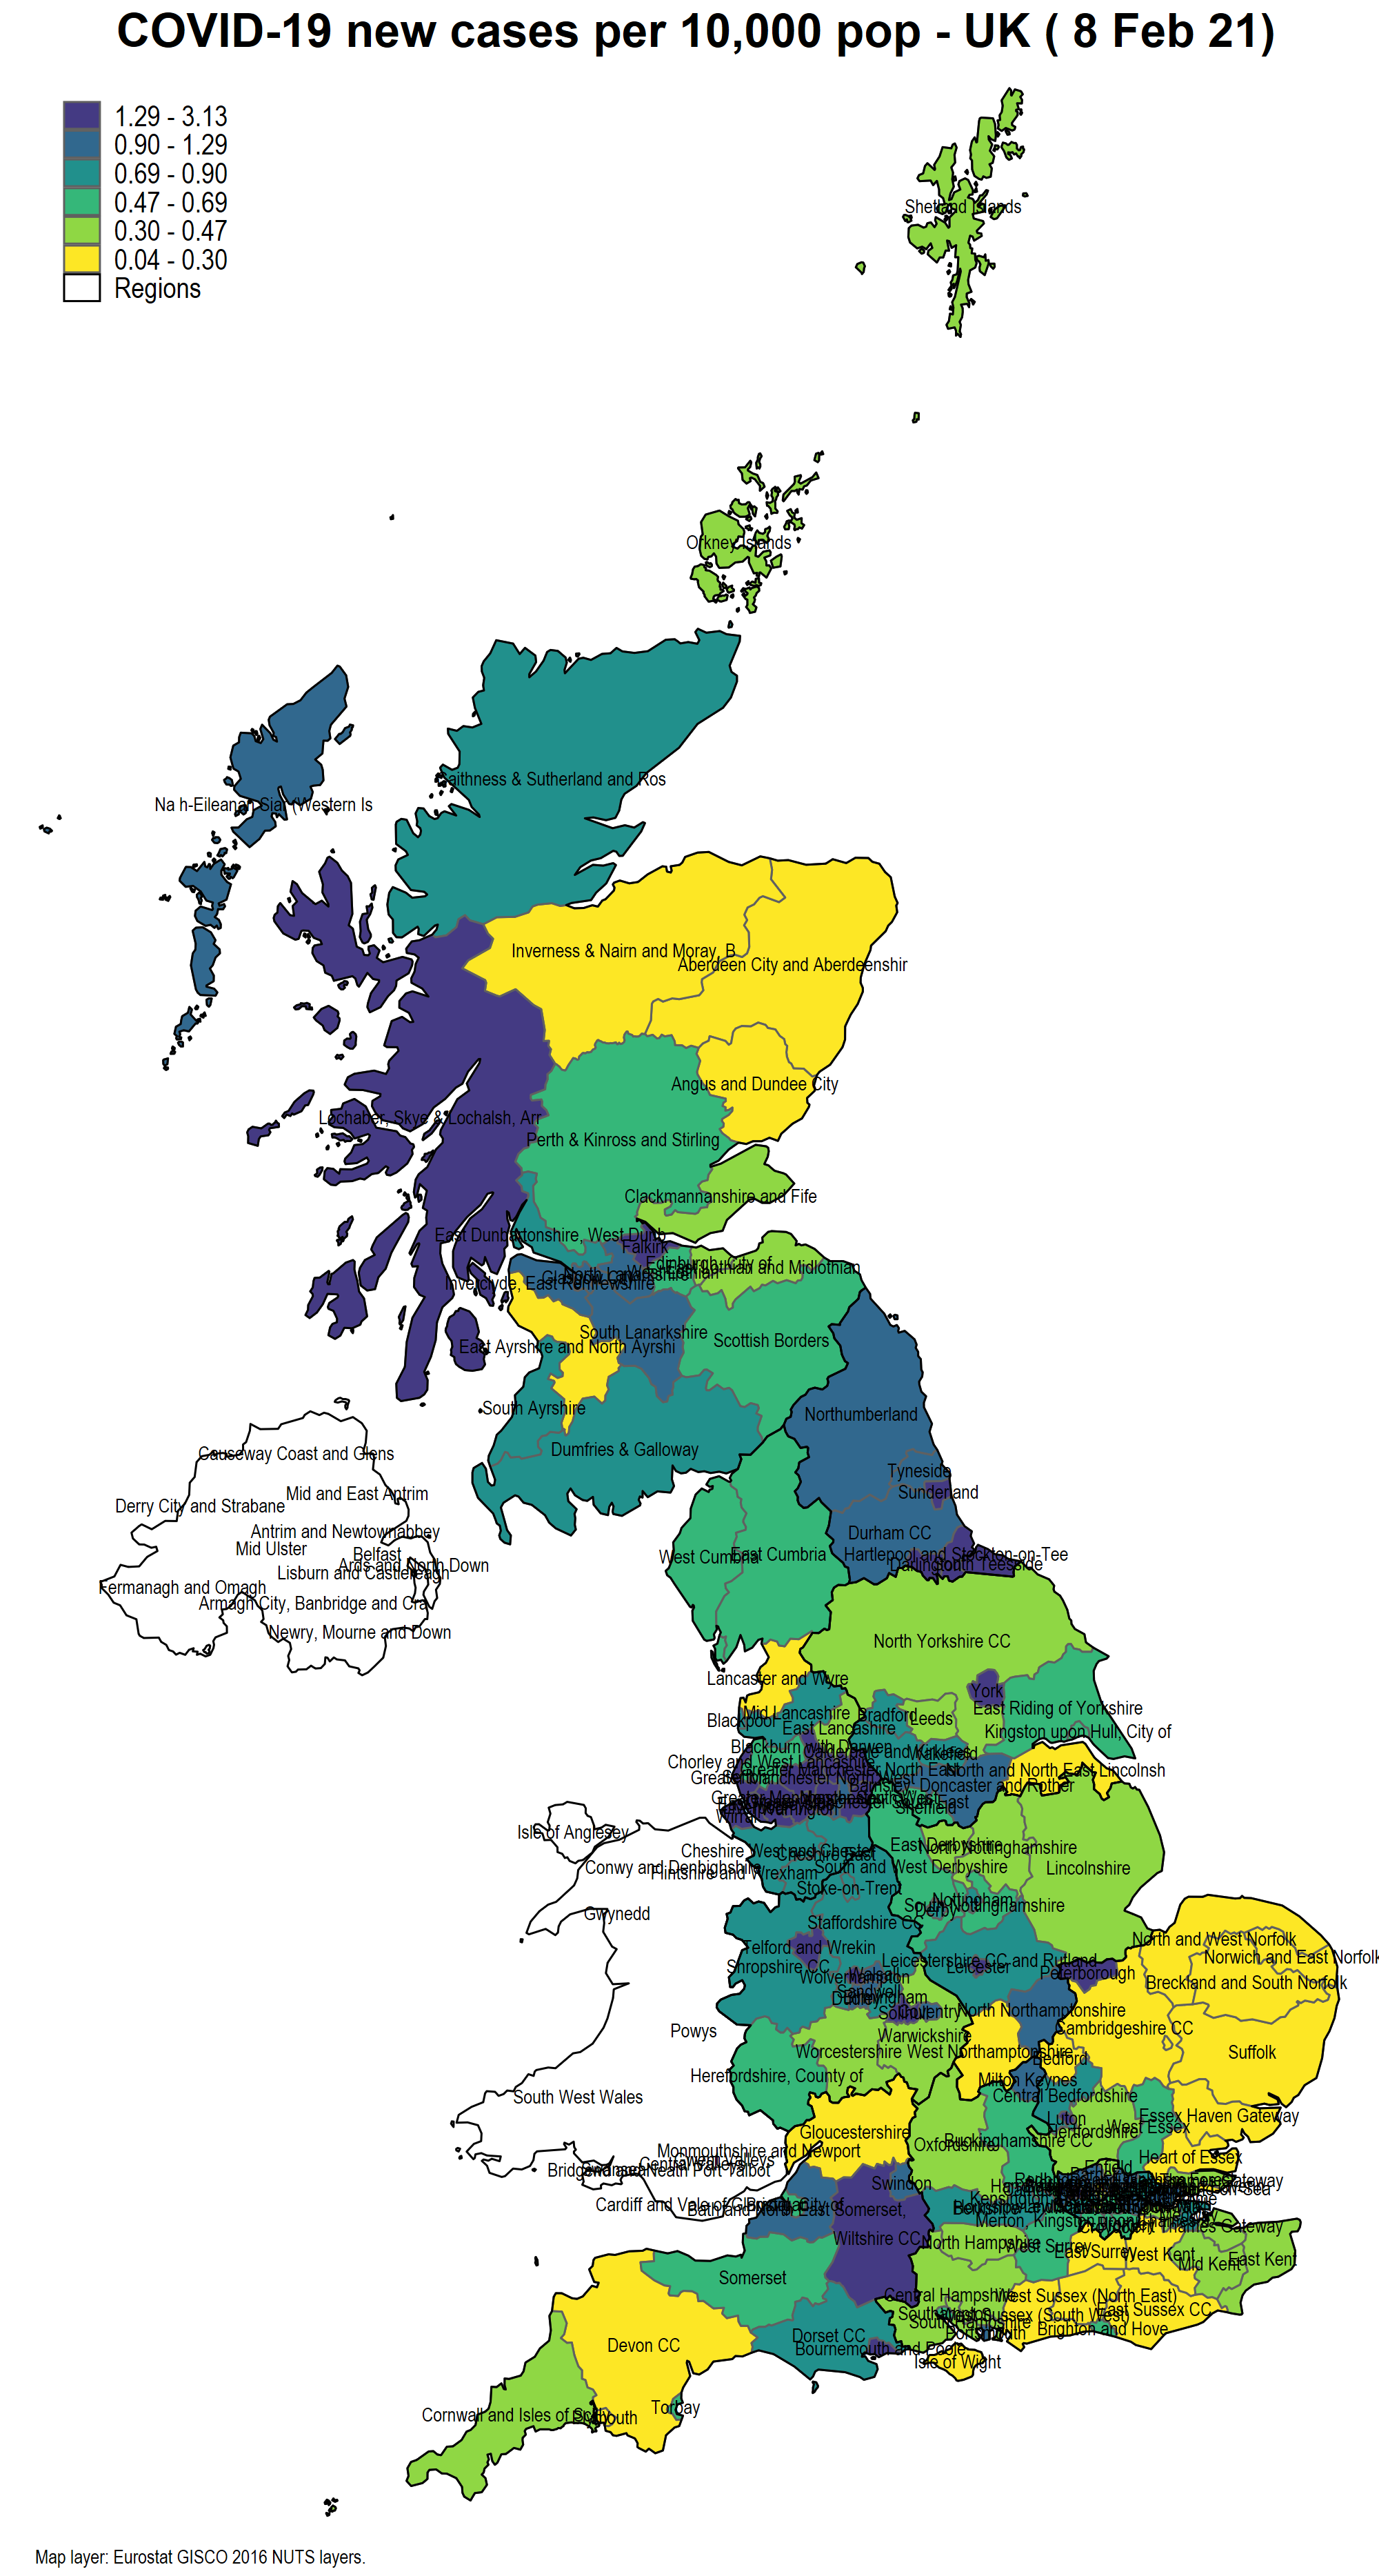 COVID-19 new cases per 10,000 pop - UK ( 8 Feb 21)
1.29 - 3.13
0.90 - 1.29
0.69 - 0.90
0.47 - 0.69
0.30 - 0.47
0.04 - 0.30
Regions
Shetland Islands
Orkney Islands
Caithness & Sutherland and Ros
Na h-Eileanan Siar (Western Is
Inverness & Nairn and Moray, B
Aberdeen City and Aberdeenshir
Angus and Dundee City
Lochaber, Skye & Lochalsh, Arr
Perth & Kinross and Stirling
Clackmannanshire and Fife
East Dunbartonshire, West Dunb
Falkirk
Edinburgh, City of
East Lothian and Midlothian
Inverclyde, East Renfrewshire
South Lanarkshire
Scottish Borders
East Ayrshire and North Ayrshi
South Ayrshire
Northumberland
Dumfries & Galloway
Causeway Coast and Glens
Tyneside
Sunderland
Mid and East Antrim
Derry City and Strabane
Antrim and Newtownabbey
Durham CC
Mid Ulster
Belfast
West Cumbria
East Cumbria
Hartlepool and Stockton-on-Tee
Darlington
South Teesside
Ards and North Down
Lisburn and Castlereagh
Fermanagh and Omagh
Armagh City, Banbridge and Cra
Newry, Mourne and Down
North Yorkshire CC
Lancaster and Wyre
York
East Riding of Yorkshire
Mid Lancashire
Blackpool
Bradford
Leeds
East Lancashire
Kingston upon Hull, City of
Blackburn with Darwen
Calderdale and Kirklees
Wakefield
Chorley and West Lancashire
Greater Manchester North East
North and North East Lincolnsh
Greater Manchester North West
Barnsley
Doncaster and Rother
Sheffield
Warrington
Wirral
Isle of Anglesey
Cheshire West and Chester
Cheshire East
East Derbyshire
North Nottinghamshire
Conwy and Denbighshire
Flintshire and Wrexham
South and West Derbyshire
Lincolnshire
Stoke-on-Trent
Nottingham
South Nottinghamshire
Derby
Gwynedd
Staffordshire CC
Telford and Wrekin
Shropshire CC
Leicestershire CC and Rutland
Leicester
Peterborough
North and West Norfolk
Norwich and East Norfolk
Breckland and South Norfolk
Walsall
Wolverhampton
Sandwell
Dudley
Birmingham
Solihull
Coventry
North Northamptonshire
Cambridgeshire CC
Powys
Warwickshire
Worcestershire
West Northamptonshire
Bedford
Suffolk
Herefordshire, County of
Milton Keynes
Central Bedfordshire
South West Wales
Luton
Hertfordshire
West Essex
Essex Haven Gateway
Gloucestershire
Oxfordshire
Buckinghamshire CC
Heart of Essex
Monmouthshire and Newport
Central Valleys
Gwent Valleys
Bridgend and Neath Port Talbot
Swansea
Enfield
Swindon
Cardiff and Vale of Glamorgan
Bristol, City of
Bath and North East Somerset,
Wiltshire CC
Merton, Kingston upon Thames
Croydon
Kent Thames Gateway
North Hampshire
West Surrey
East Surrey
West Kent
Mid Kent
East Kent
Somerset
Central Hampshire
West Sussex (North East)
Southampton
West Sussex (South West)
East Sussex CC
South Hampshire
Brighton and Hove
Portsmouth
Dorset CC
Bournemouth and Poole
Isle of Wight
Devon CC
Torbay
Cornwall and Isles of Scilly
Plymouth
Map layer: Eurostat GISCO 2016 NUTS layers.